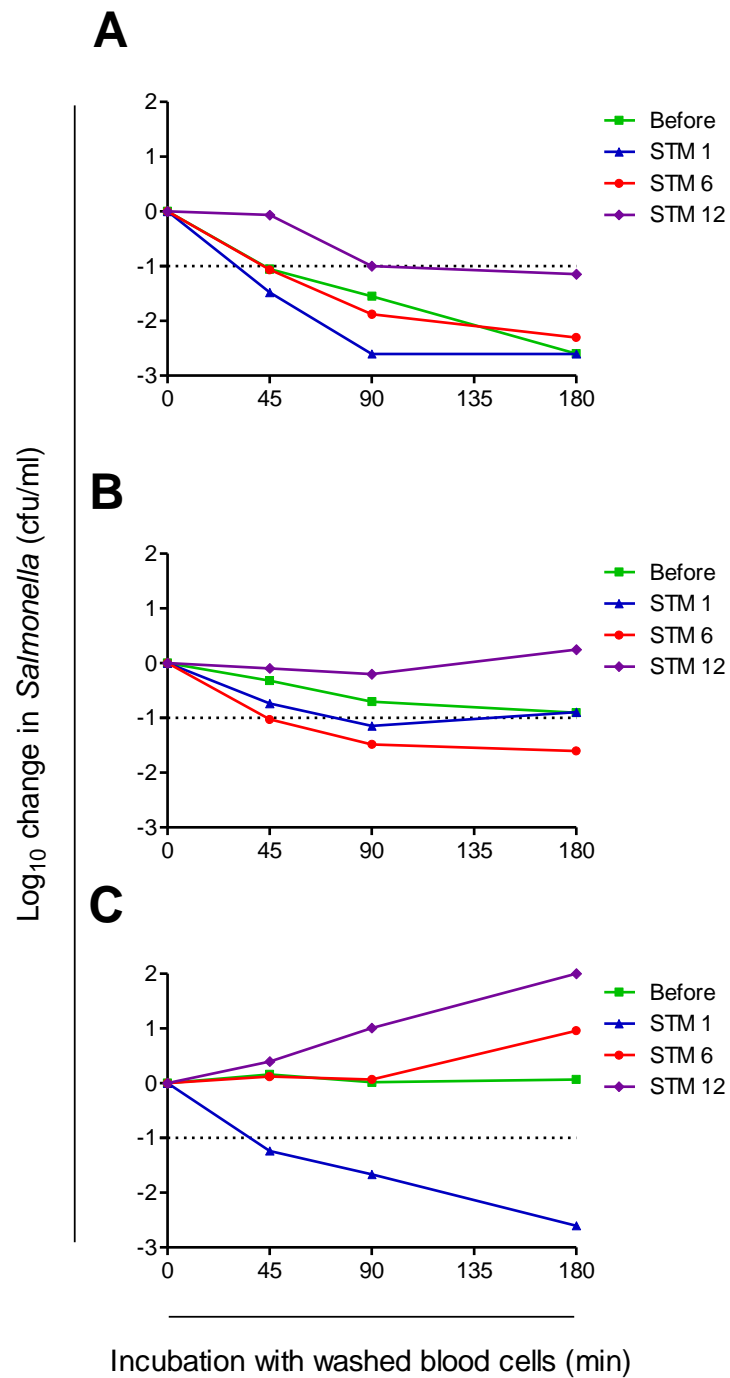 A
2
1
0
-1
-2
-3
0 45 90 135 180
Before
STM 1
STM 6
STM 12
B
2
1
0
-1
-2
-3
0 45 90 135 180
Before
STM 1
STM 6
STM 12
C
2
1
0
-1
-2
-3
0 45 90 135 180
Before
STM 1
STM 6
STM 12
Log10 change in Salmonella (cfu/ml)
Incubation with washed blood cells (min)